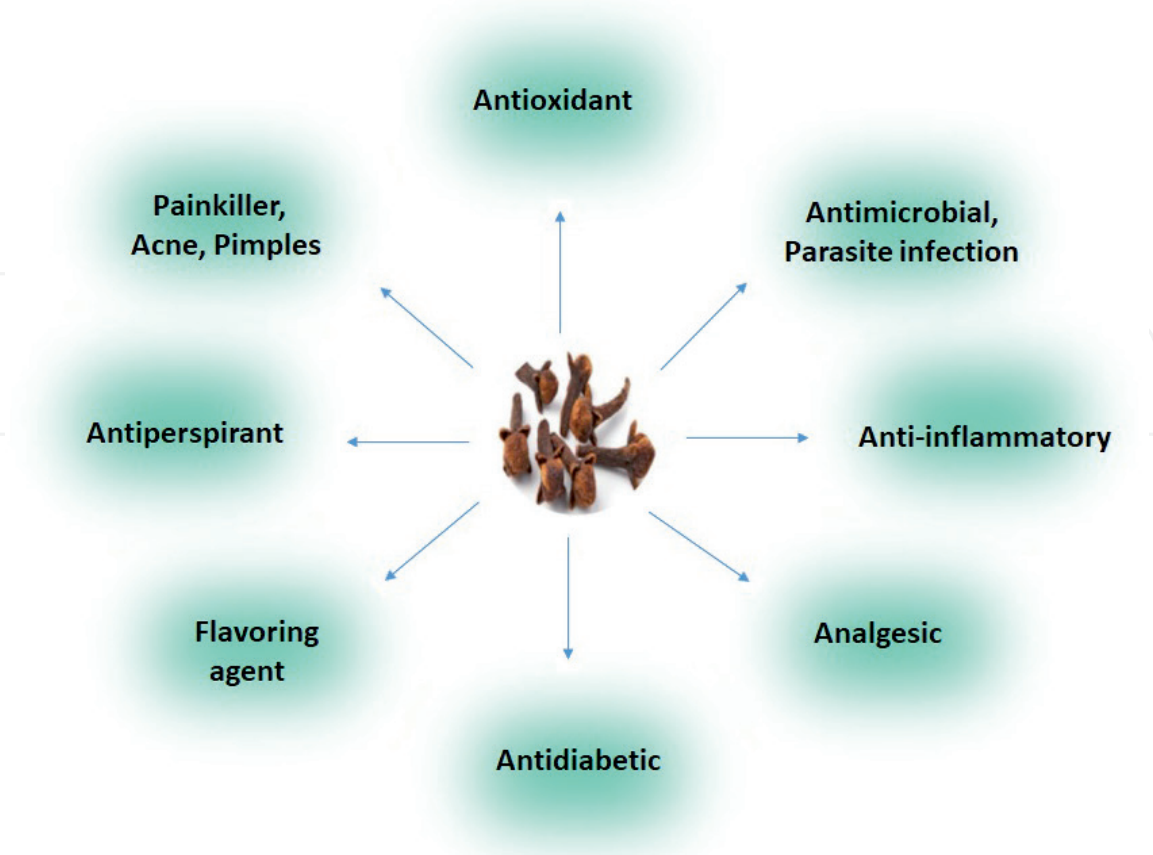 Antioxidant
Painkiller,
Acne, Pimples
Antimicrobial,
Parasite infection
Antiperspirant
Anti-inflammatory
Flavoring
agent
Analgesic
Antidiabetic